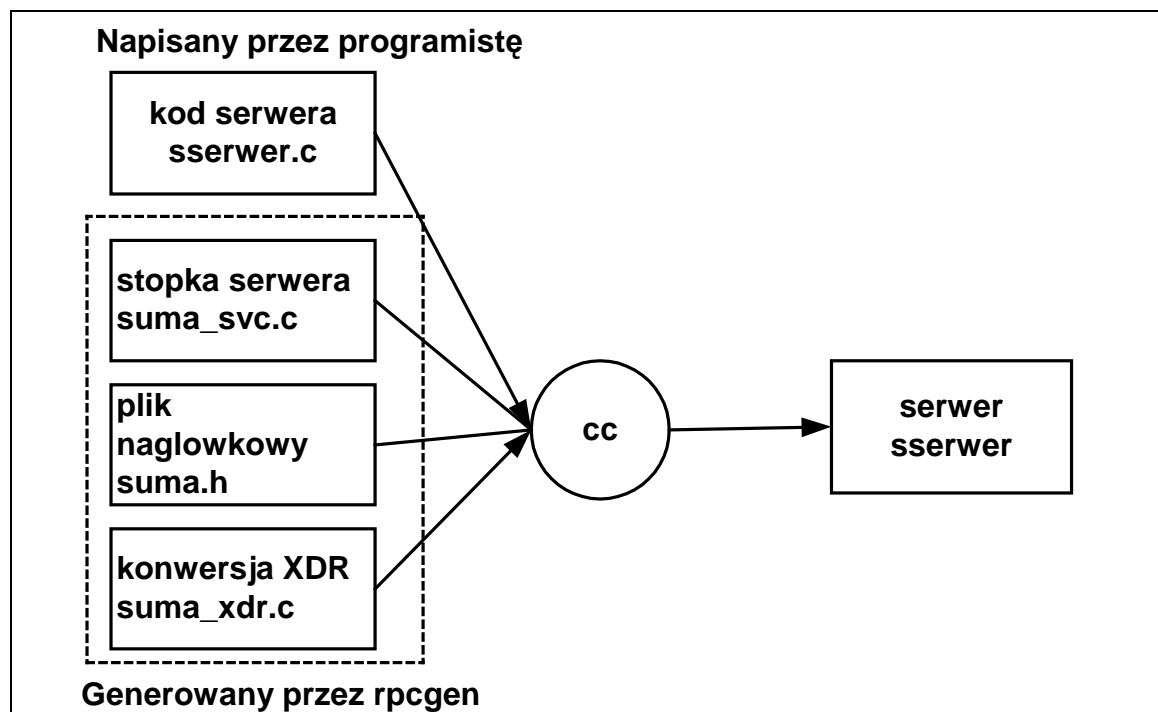 Napisany przez programistę
kod serwera
sserwer.c
stopka serwera
suma_svc.c
plik
naglowkowy
suma.h
konwersja XDR
suma_xdr.c
cc
serwer
sserwer
Generowany przez rpcgen